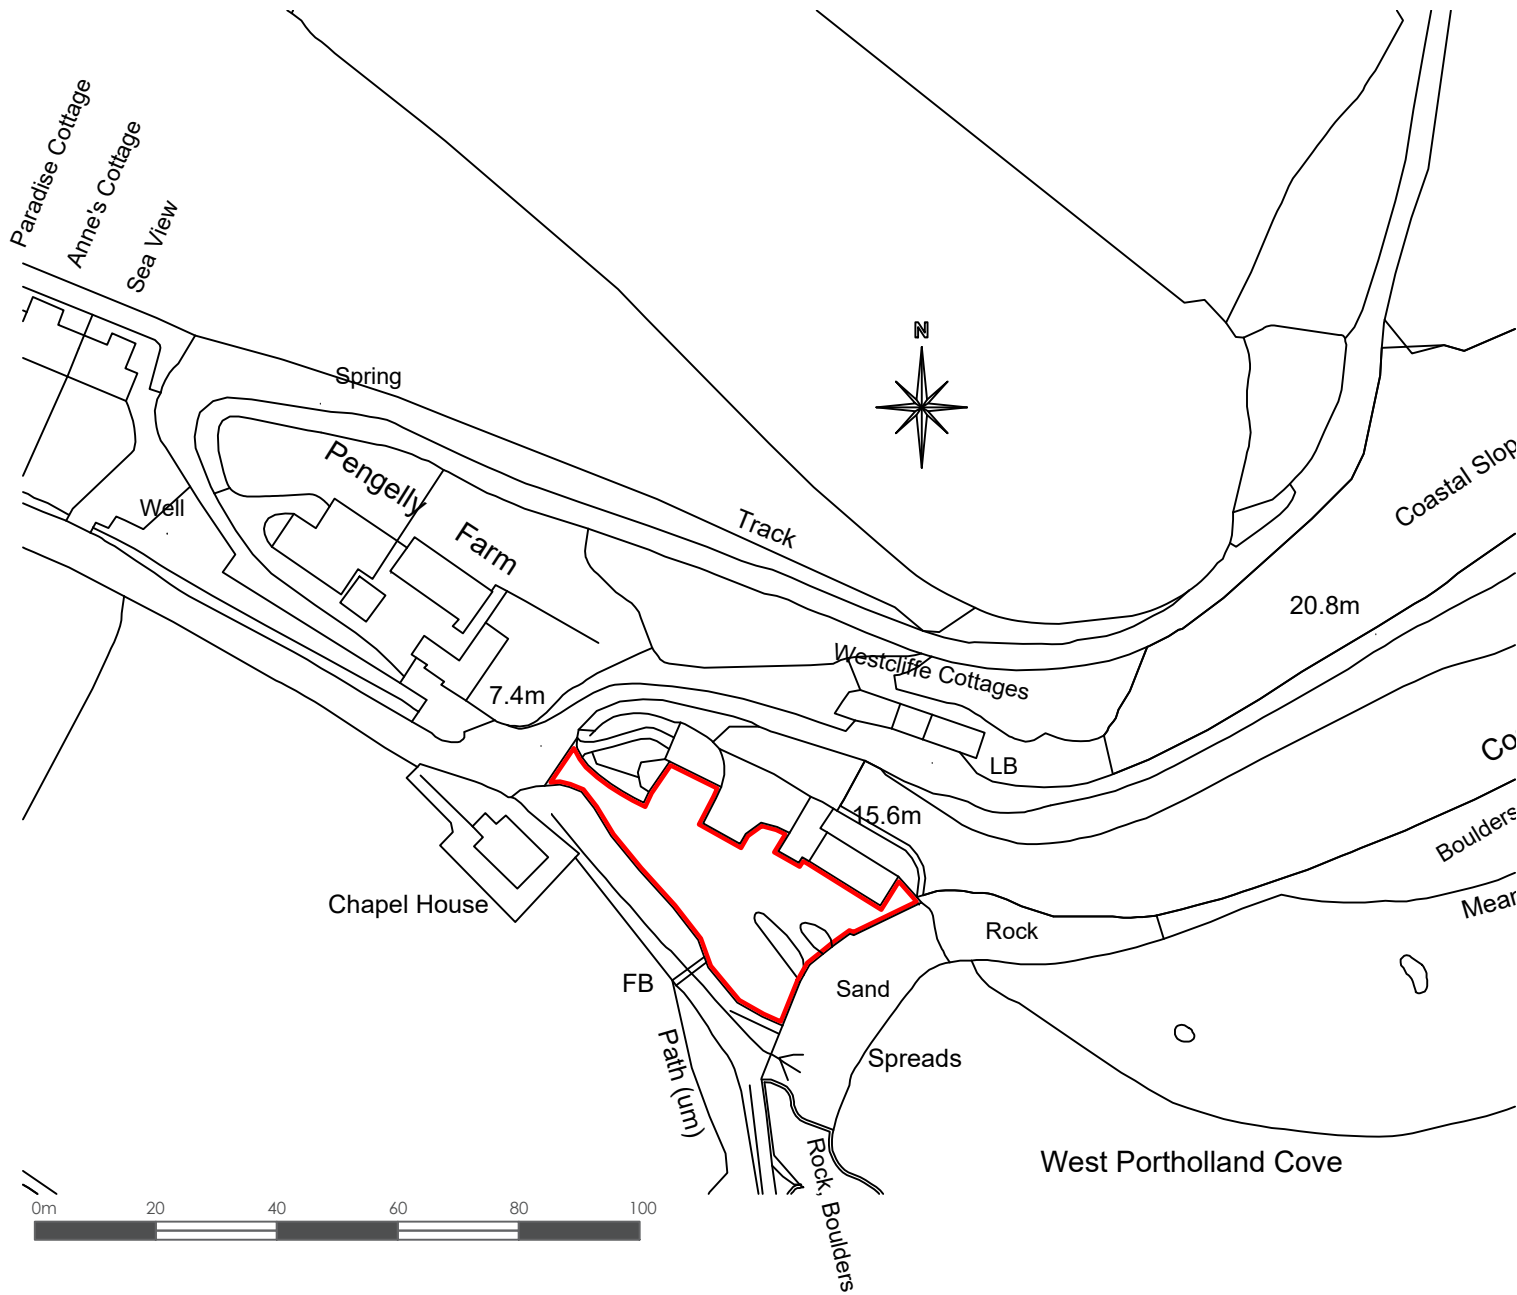 Paradise Cottage
Anne's Cottage
Sea View
N
Spring
Pengelly
Farm
Well
Track
Coastal Slop
20.8m
Westcliffe Cottages
7.4m
LB
Co
15.6m
Boulders
Chapel House
Mear
Rock
FB
Sand
Path (um)
Spreads
West Portholland Cove
Rock, Boulders
0m 20 40 60 80 100